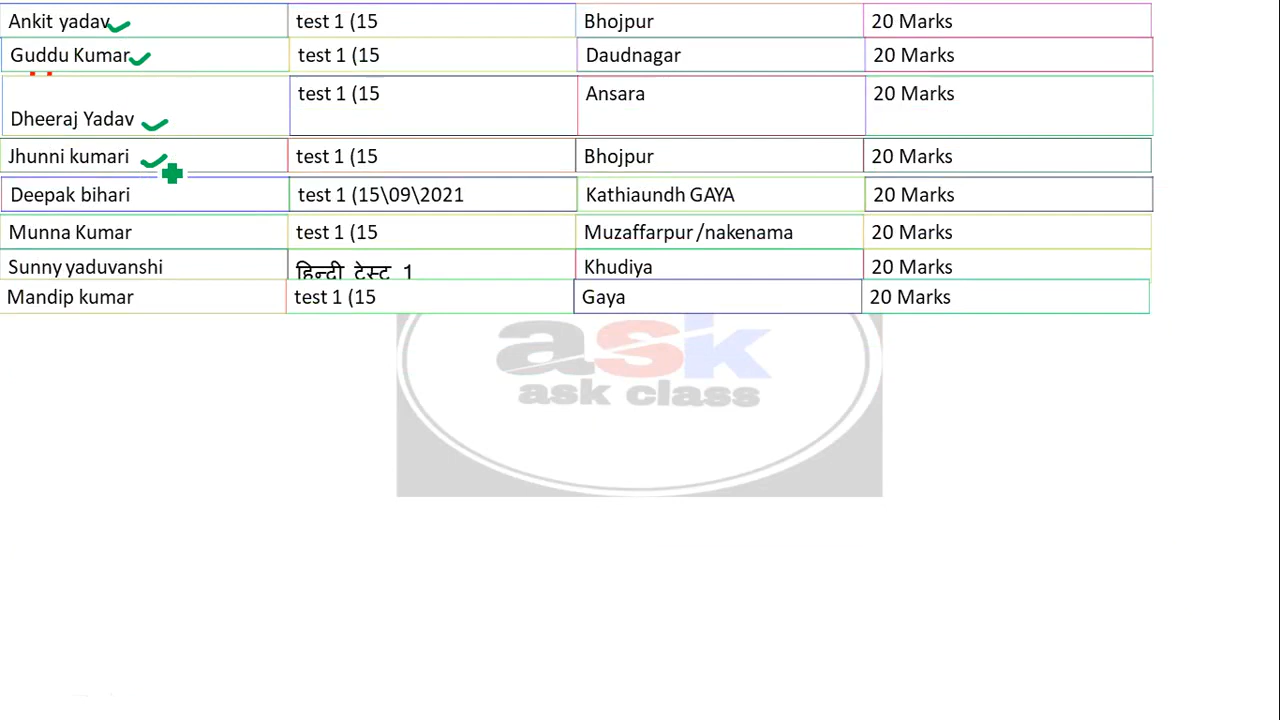 Ankit yadav test 1 (15 Bhojpur 20 Marks
Guddu Kumar test 1 (15 Daudnagar 20 Marks
Dheeraj Yadav test 1 (15 Ansara 20 Marks
Jhunni kumari test 1 (15 Bhojpur 20 Marks
Deepak bihari test 1 (15\09\2021 Kathiaundh GAYA 20 Marks
Munna Kumar test 1 (15 Muzaffarpur/nakenama 20 Marks
Sunny yaduvanshi हिन्दी टेस्ट 1 Khudiya 20 Marks
Mandip kumar test 1 (15 Gaya 20 Marks
ask
ask class